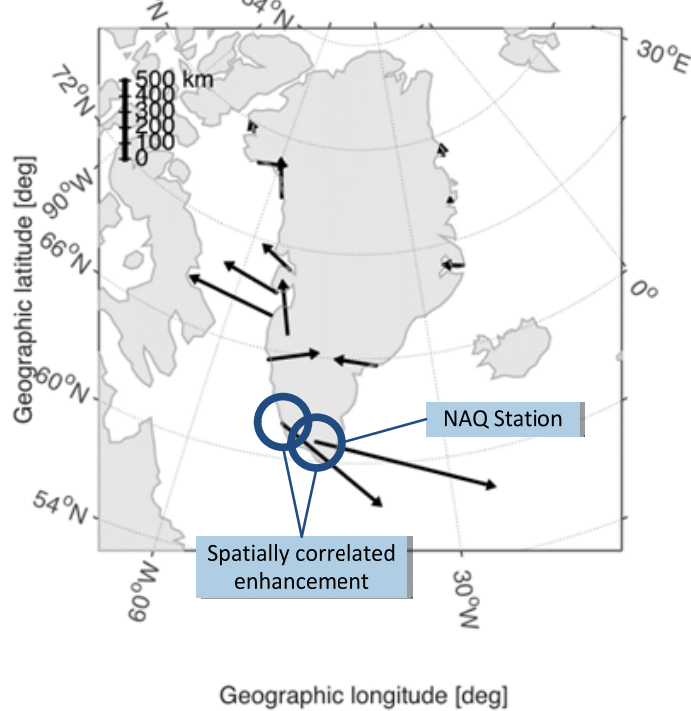 84°N
30°E
72°N
500 km
400
300
200
100
0
90°W
66°N
0°
60°N
54°N
60°W
30°W
Geographic latitude [deg]
NAQ Station
Spatially correlated
enhancement
Geographic longitude [deg]